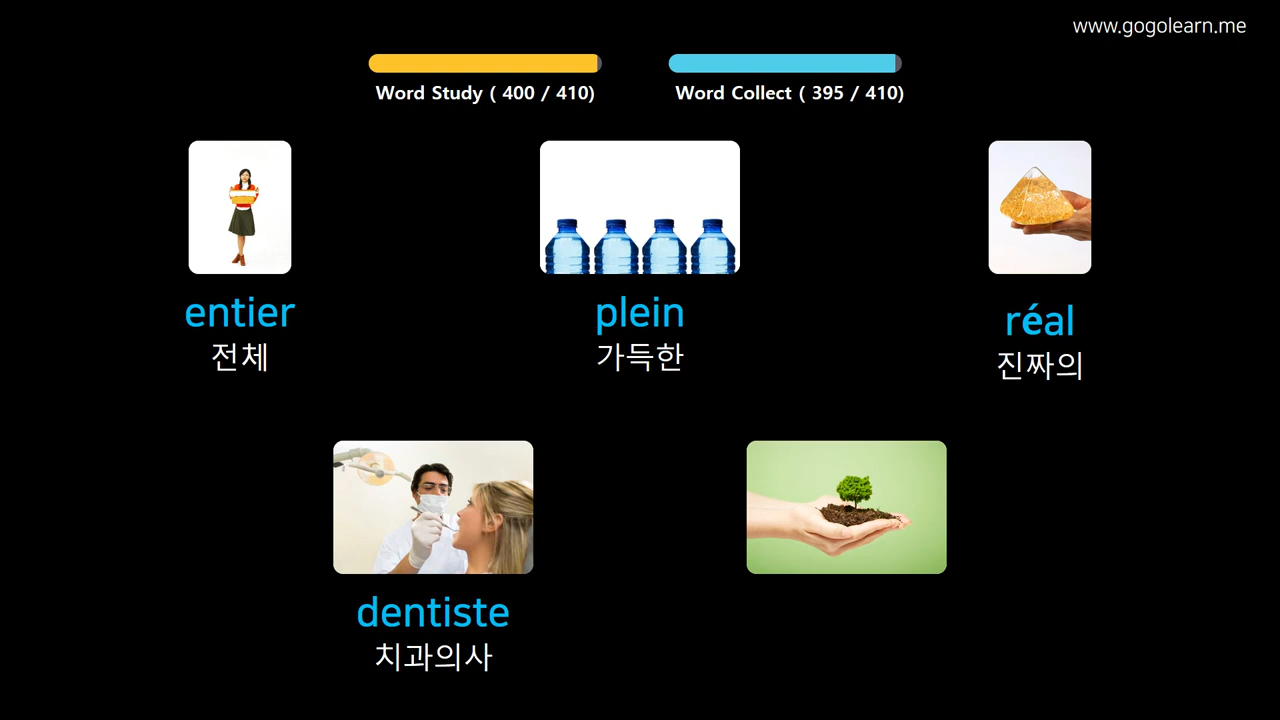 www.gogolearn.me
Word Study ( 400 / 410)
Word Collect ( 395 / 410)
entier
전체
plein
가득한
réal
진짜의
dentiste
치과의사